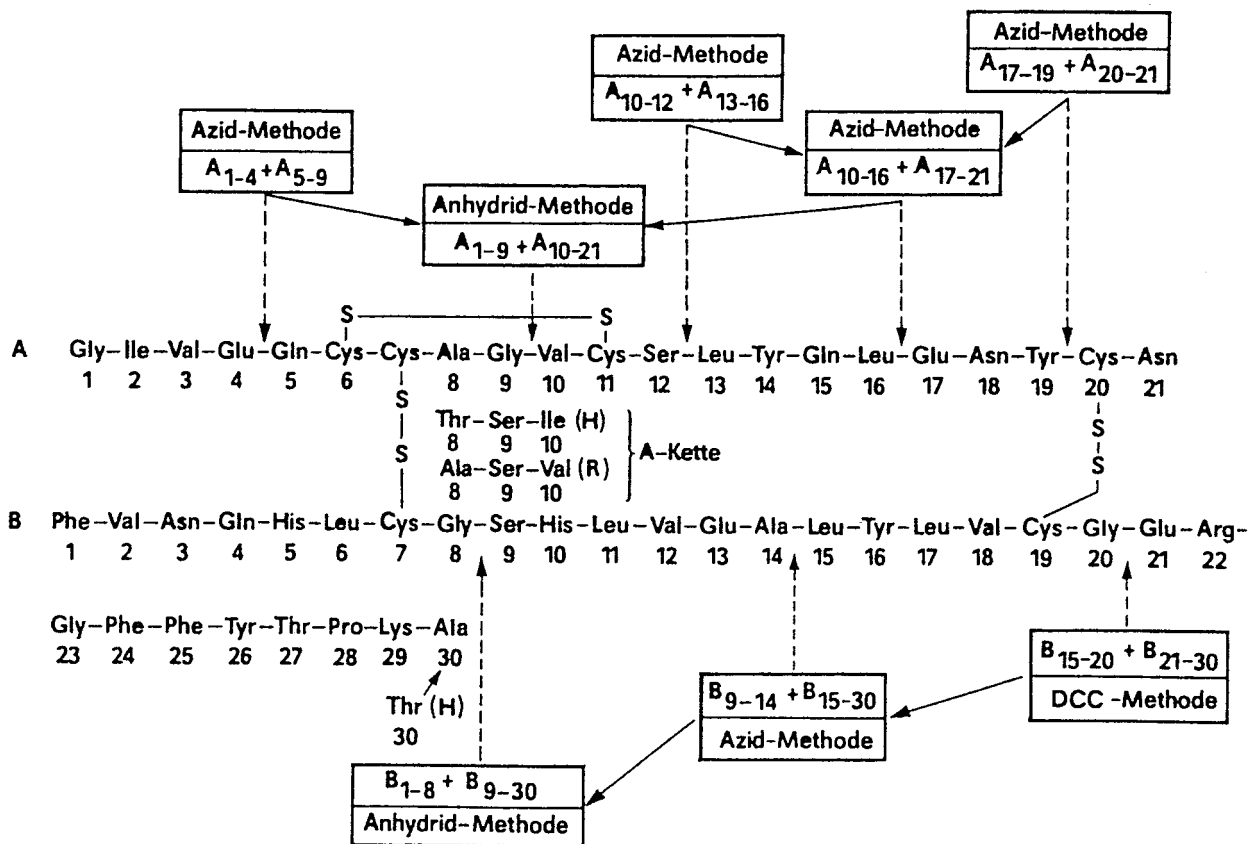 Azid-Methode
A17-19 + A20-21
Azid-Methode
A10-12 + A13-16
Azid-Methode
A1-4 + A5-9
Azid-Methode
A10-16 + A17-21
Anhydrid-Methode
A1-9 + A10-21
S S
A Gly-Ile-Val-Glu-Gln-Cys-Cys-Ala-Gly-Val-Cys-Ser-Leu-Tyr-Gln-Leu-Glu-Asn-Tyr-Cys-Asn
1 2 3 4 5 6 7 8 9 10 11 12 13 14 15 16 17 18 19 20 21
S
Thr-Ser-Ile (H)
8 9 10
S
S
A-Kette
Ala-Ser-Val (R)
8 9 10
S
B Phe-Val-Asn-Gln-His-Leu-Cys-Gly-Ser-His-Leu-Val-Glu-Ala-Leu-Tyr-Leu-Val-Cys-Gly-Glu-Arg-
1 2 3 4 5 6 7 8 9 10 11 12 13 14 15 16 17 18 19 20 21 22
Gly-Phe-Phe-Tyr-Thr-Pro-Lys-Ala
23 24 25 26 27 28 29 30
Thr (H)
30
B15-20 + B21-30
DCC-Methode
B9-14 + B15-30
Azid-Methode
B1-8 + B9-30
Anhydrid-Methode